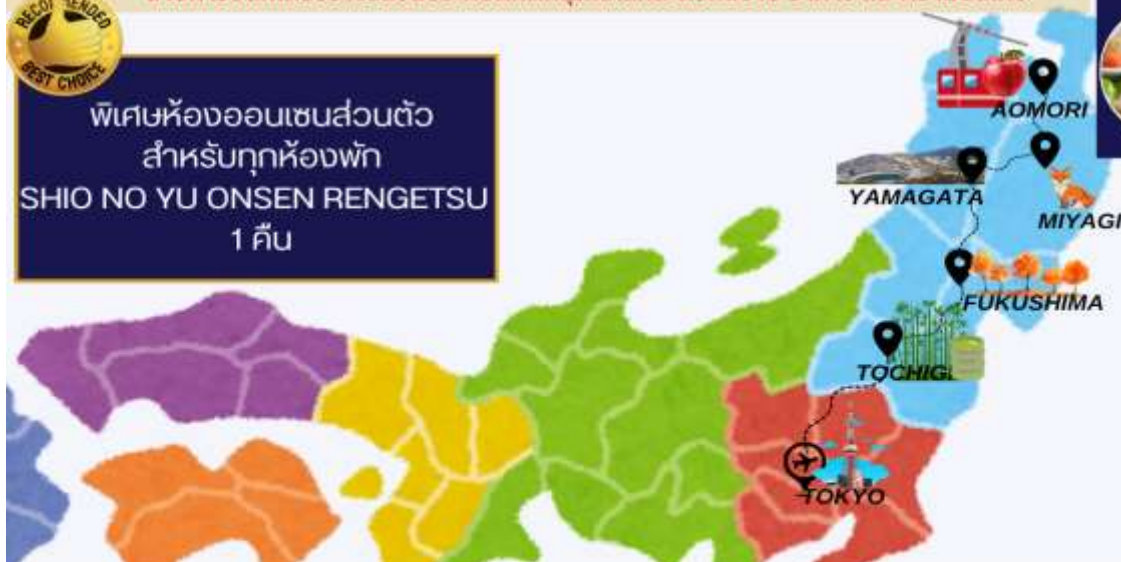 RECOMMENDED
BEST CHOICE
พิเศษห้องออนเซนส่วนตัว
สำหรับทุกห้องพัก
SHIO NO YU ONSEN RENGETSU
1 คืน
AOMORI
YAMAGATA
MIYAGI
FUKUSHIMA
TOCHIGI
TOKYO